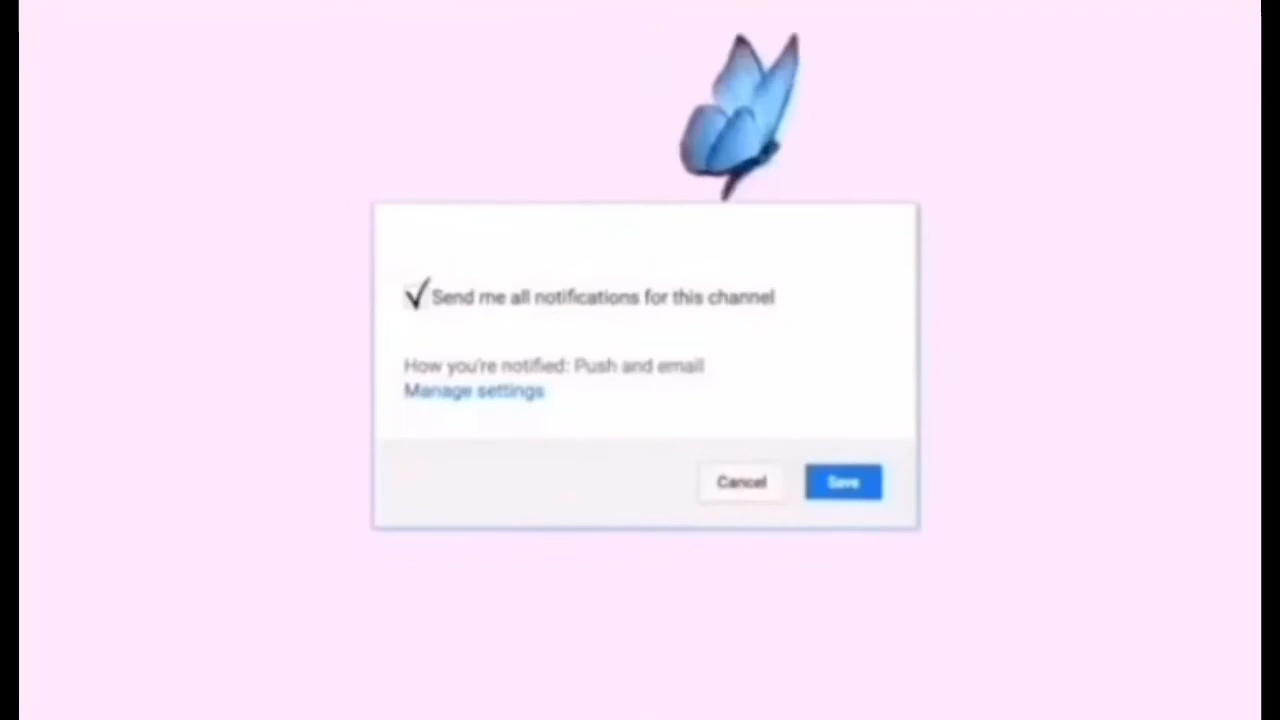 Send me all notifications for this channel
How you're notified: Push and email
Manage settings
Cancel Save